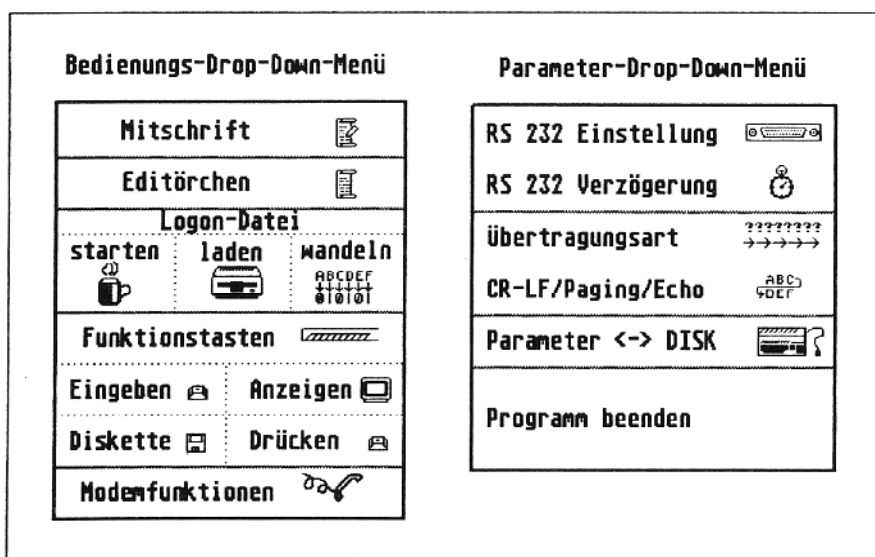 Bedienungs-Drop-Down-Menü
Mitschrift
Editörchen
Logon-Datei
starten laden wandeln
ABCDEF
↓↓↓↓↓↓
010101
Funktionstasten
Eingeben Anzeigen
Diskette Drücken
Modemfunktionen
Parameter-Drop-Down-Menü
RS 232 Einstellung
RS 232 Verzögerung
Übertragungsart
????????
→→→→→
CR-LF/Paging/Echo
ABC
DEF
Parameter <-> DISK
Programm beenden